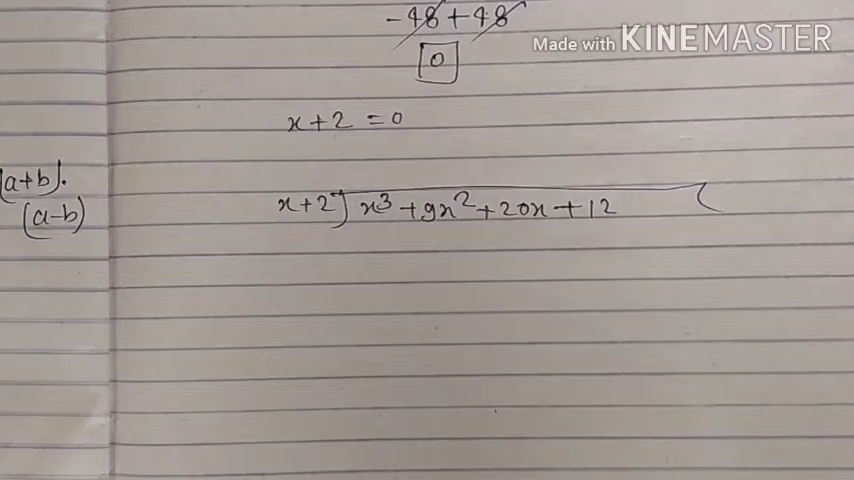 -48+48
Made with KINEMASTER
0
x+2 =0
(a+b).
(a-b)
x+2) x³ +9x²+20x+12 (